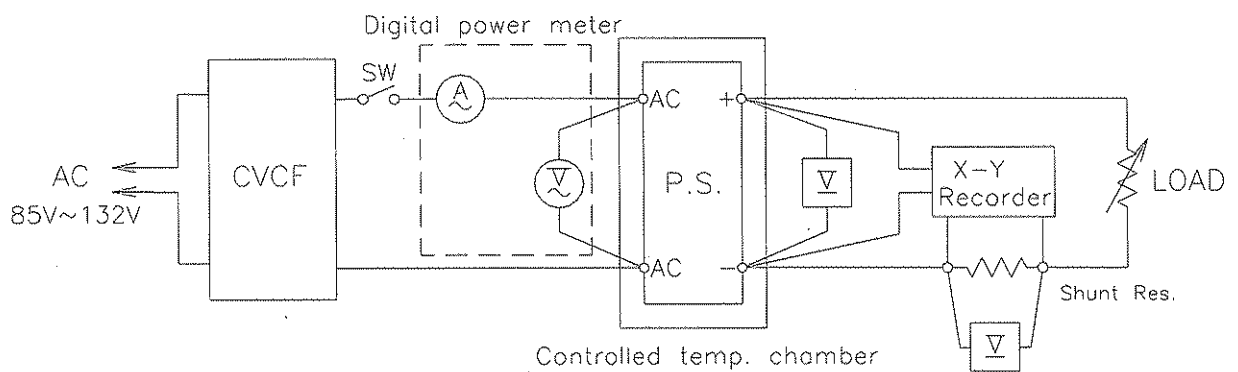 Digital power meter
SW
A
AC
+
AC
85V~132V
CVCF
V
P.S.
V
X-Y
Recorder
LOAD
AC
−
Shunt Res.
V
Controlled temp. chamber